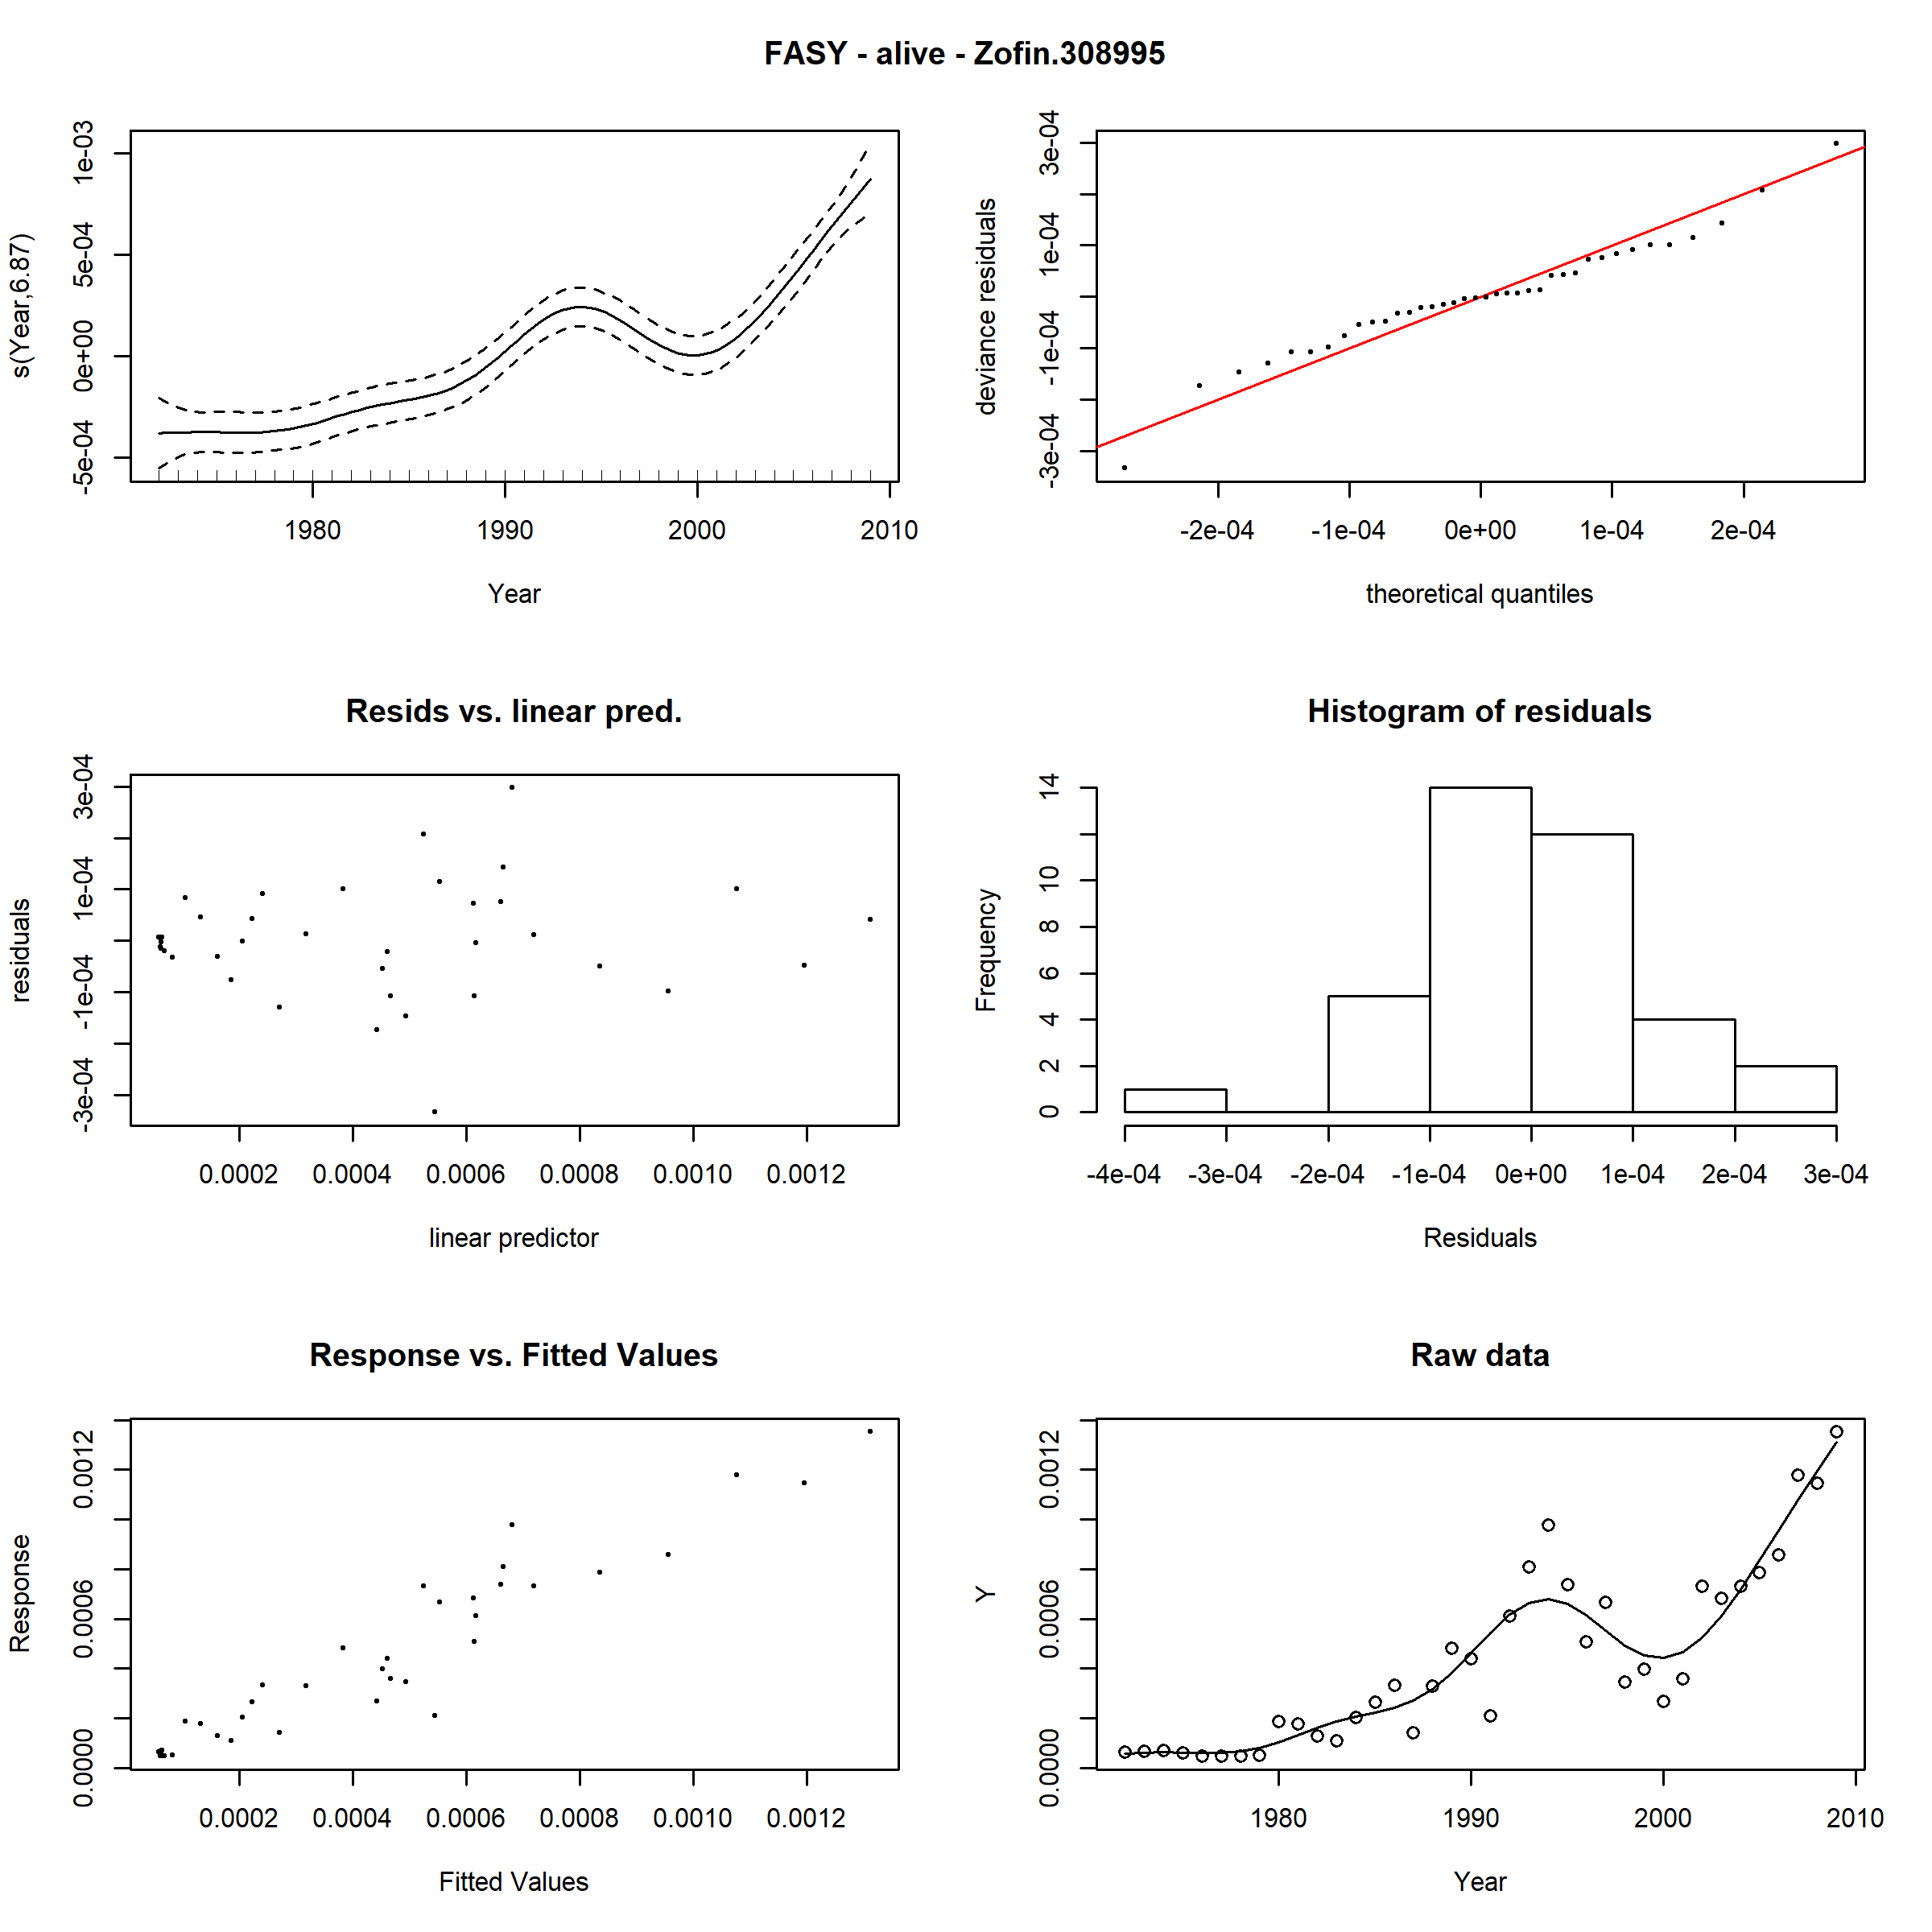 FASY - alive - Zofin.308995
s(Year,6.87)
1e-03
5e-04
0e+00
-5e-04
1980 1990 2000 2010
Year
deviance residuals
3e-04
1e-04
-1e-04
-3e-04
-2e-04 -1e-04 0e+00 1e-04 2e-04
theoretical quantiles
Resids vs. linear pred.
residuals
3e-04
1e-04
-1e-04
-3e-04
0.0002 0.0004 0.0006 0.0008 0.0010 0.0012
linear predictor
Histogram of residuals
Frequency
14
10
8
6
4
2
0
-4e-04 -3e-04 -2e-04 -1e-04 0e+00 1e-04 2e-04 3e-04
Residuals
Response vs. Fitted Values
Response
0.0012
0.0006
0.0000
0.0002 0.0004 0.0006 0.0008 0.0010 0.0012
Fitted Values
Raw data
Y
0.0012
0.0006
0.0000
1980 1990 2000 2010
Year